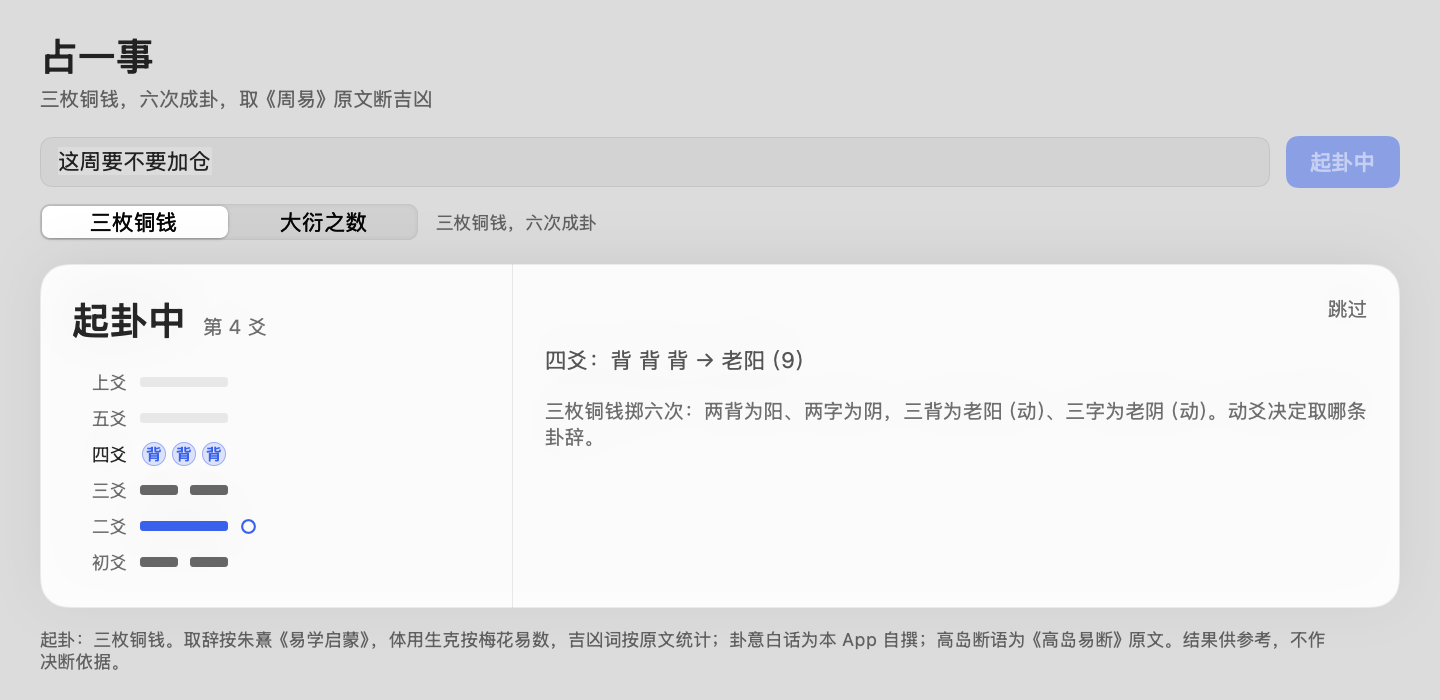 占一事
三枚铜钱，六次成卦，取《周易》原文断吉凶
这周要不要加仓
起卦中
三枚铜钱
大衍之数
三枚铜钱，六次成卦
起卦中 第 4 爻
跳过
上爻
五爻
四爻 背 背 背
三爻
二爻
初爻
四爻：背 背 背 → 老阳 (9)
三枚铜钱掷六次：两背为阳、两字为阴，三背为老阳 (动)、三字为老阴 (动)。动爻决定取哪条
卦辞。
起卦：三枚铜钱。取辞按朱熹《易学启蒙》，体用生克按梅花易数，吉凶词按原文统计；卦意白话为本 App 自撰；高岛断语为《高岛易断》原文。结果供参考，不作
决断依据。